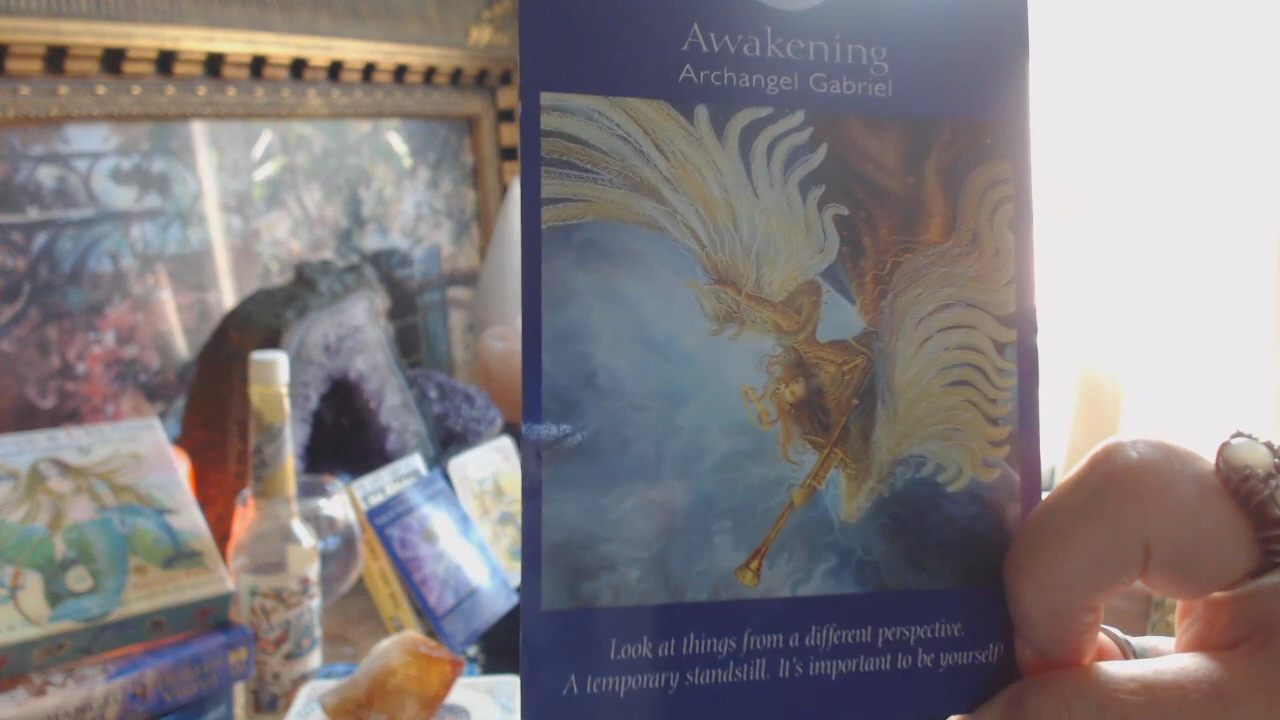 Awakening
Archangel Gabriel
Look at things from a different perspective.
A temporary standstill. It's important to be yourself